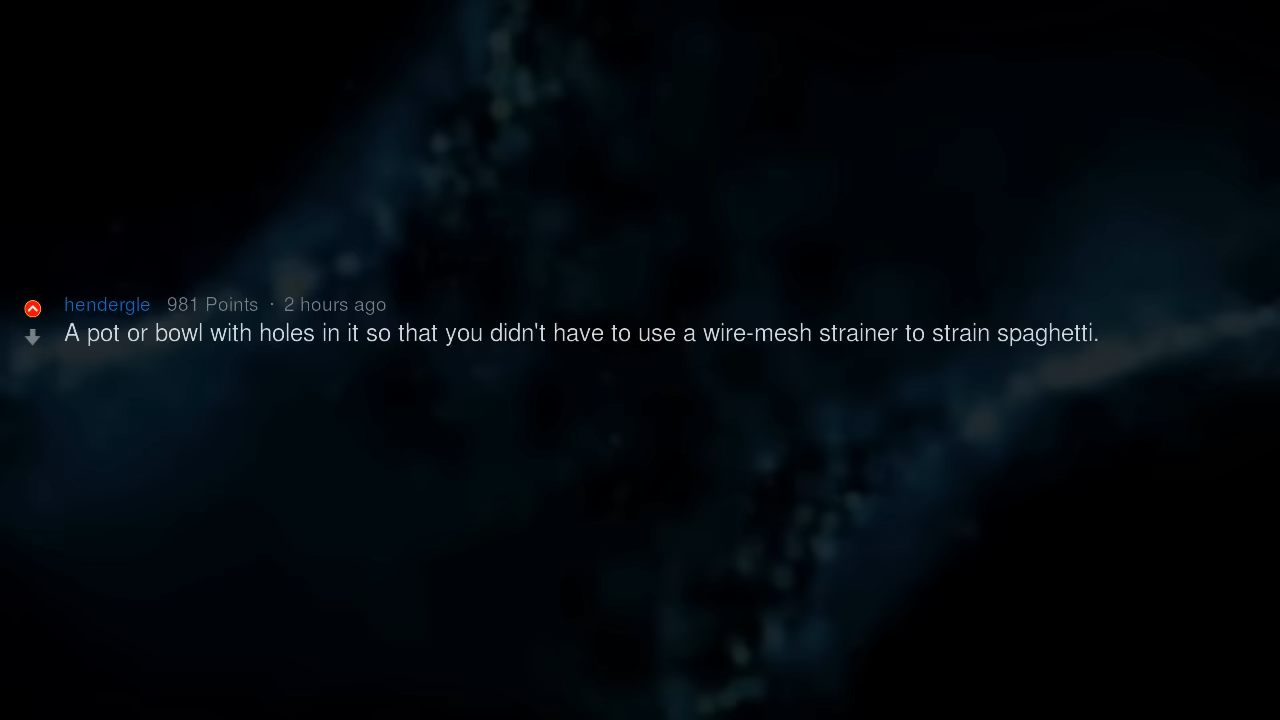 hendergle 981 Points · 2 hours ago
A pot or bowl with holes in it so that you didn't have to use a wire-mesh strainer to strain spaghetti.